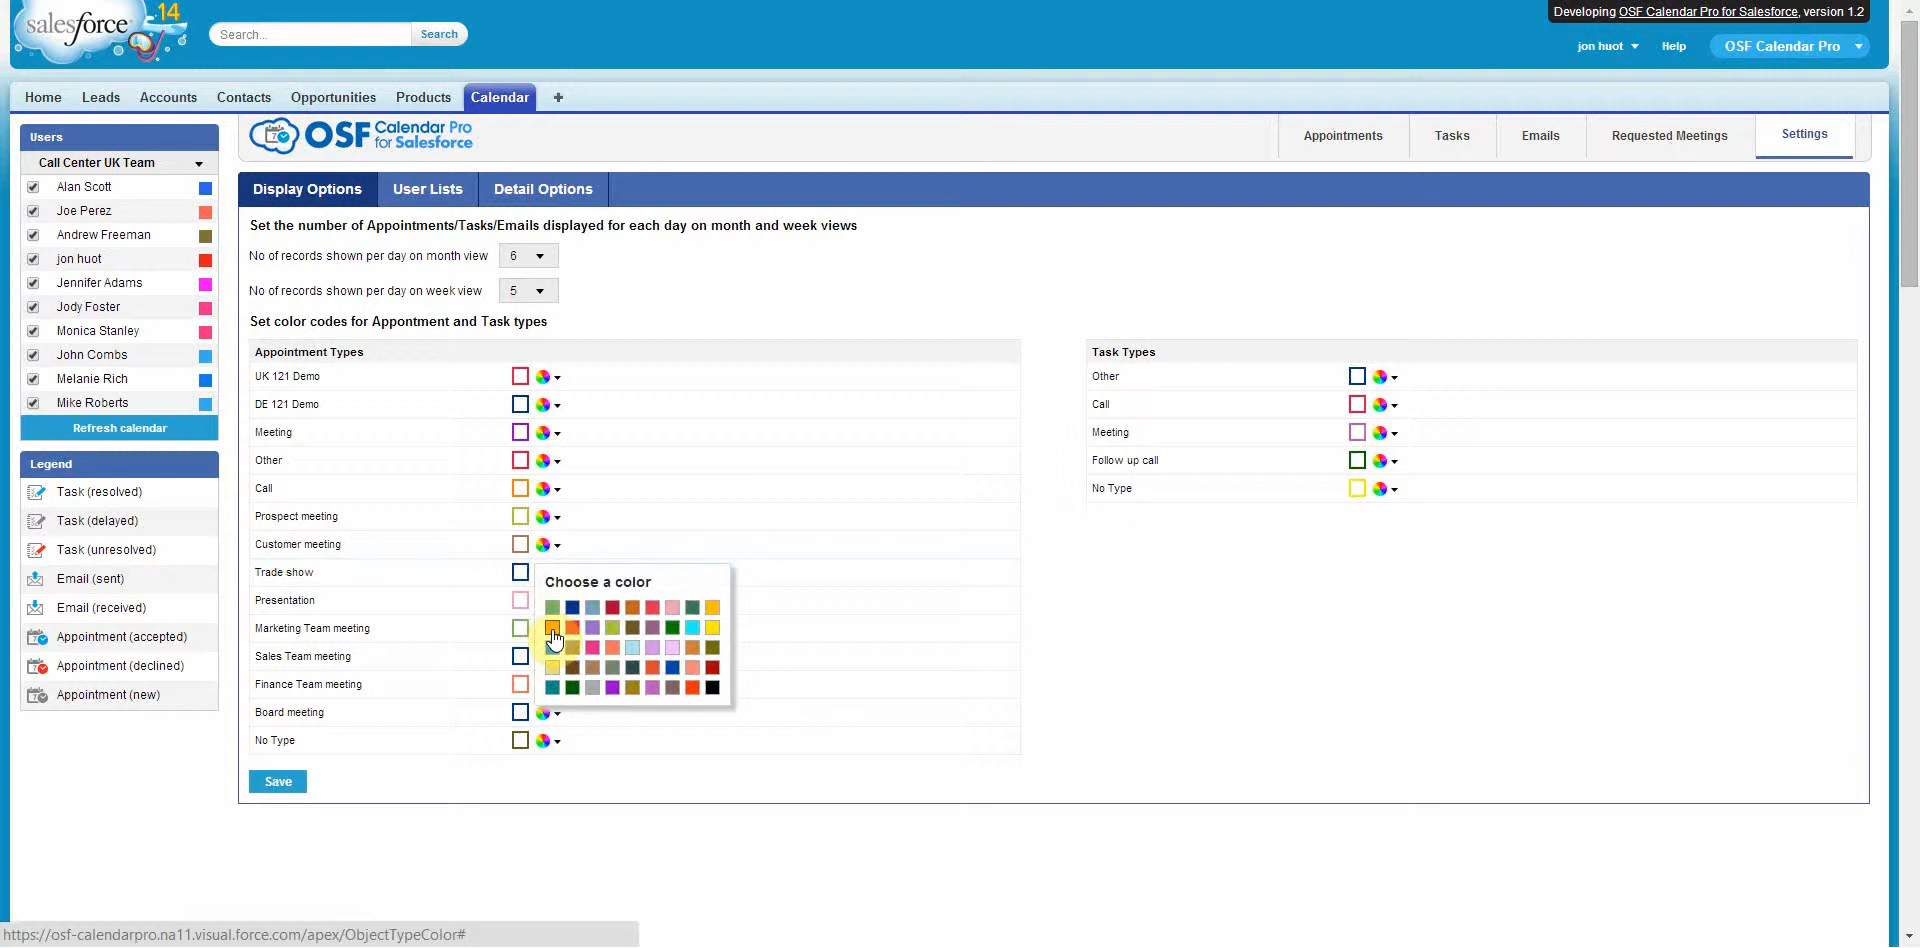 salesforce
14
Search...
Search
Developing OSF Calendar Pro for Salesforce, version 1.2
jon huot
Help
OSF Calendar Pro
Home
Leads
Accounts
Contacts
Opportunities
Products
Calendar
+
Users
Call Center UK Team
Alan Scott
Joe Perez
Andrew Freeman
jon huot
Jennifer Adams
Jody Foster
Monica Stanley
John Combs
Melanie Rich
Mike Roberts
Refresh calendar
Legend
Task (resolved)
Task (delayed)
Task (unresolved)
Email (sent)
Email (received)
Appointment (accepted)
Appointment (declined)
Appointment (new)
OSF Calendar Pro
for Salesforce
Appointments
Tasks
Emails
Requested Meetings
Settings
Display Options
User Lists
Detail Options
Set the number of Appointments/Tasks/Emails displayed for each day on month and week views
No of records shown per day on month view
6
No of records shown per day on week view
5
Set color codes for Appontment and Task types
Appointment Types
UK 121 Demo
DE 121 Demo
Meeting
Other
Call
Prospect meeting
Customer meeting
Trade show
Presentation
Marketing Team meeting
Sales Team meeting
Finance Team meeting
Board meeting
No Type
Choose a color
Task Types
Other
Call
Meeting
Follow up call
No Type
Save
https://osf-calendarpro.na11.visual.force.com/apex/ObjectTypeColor#